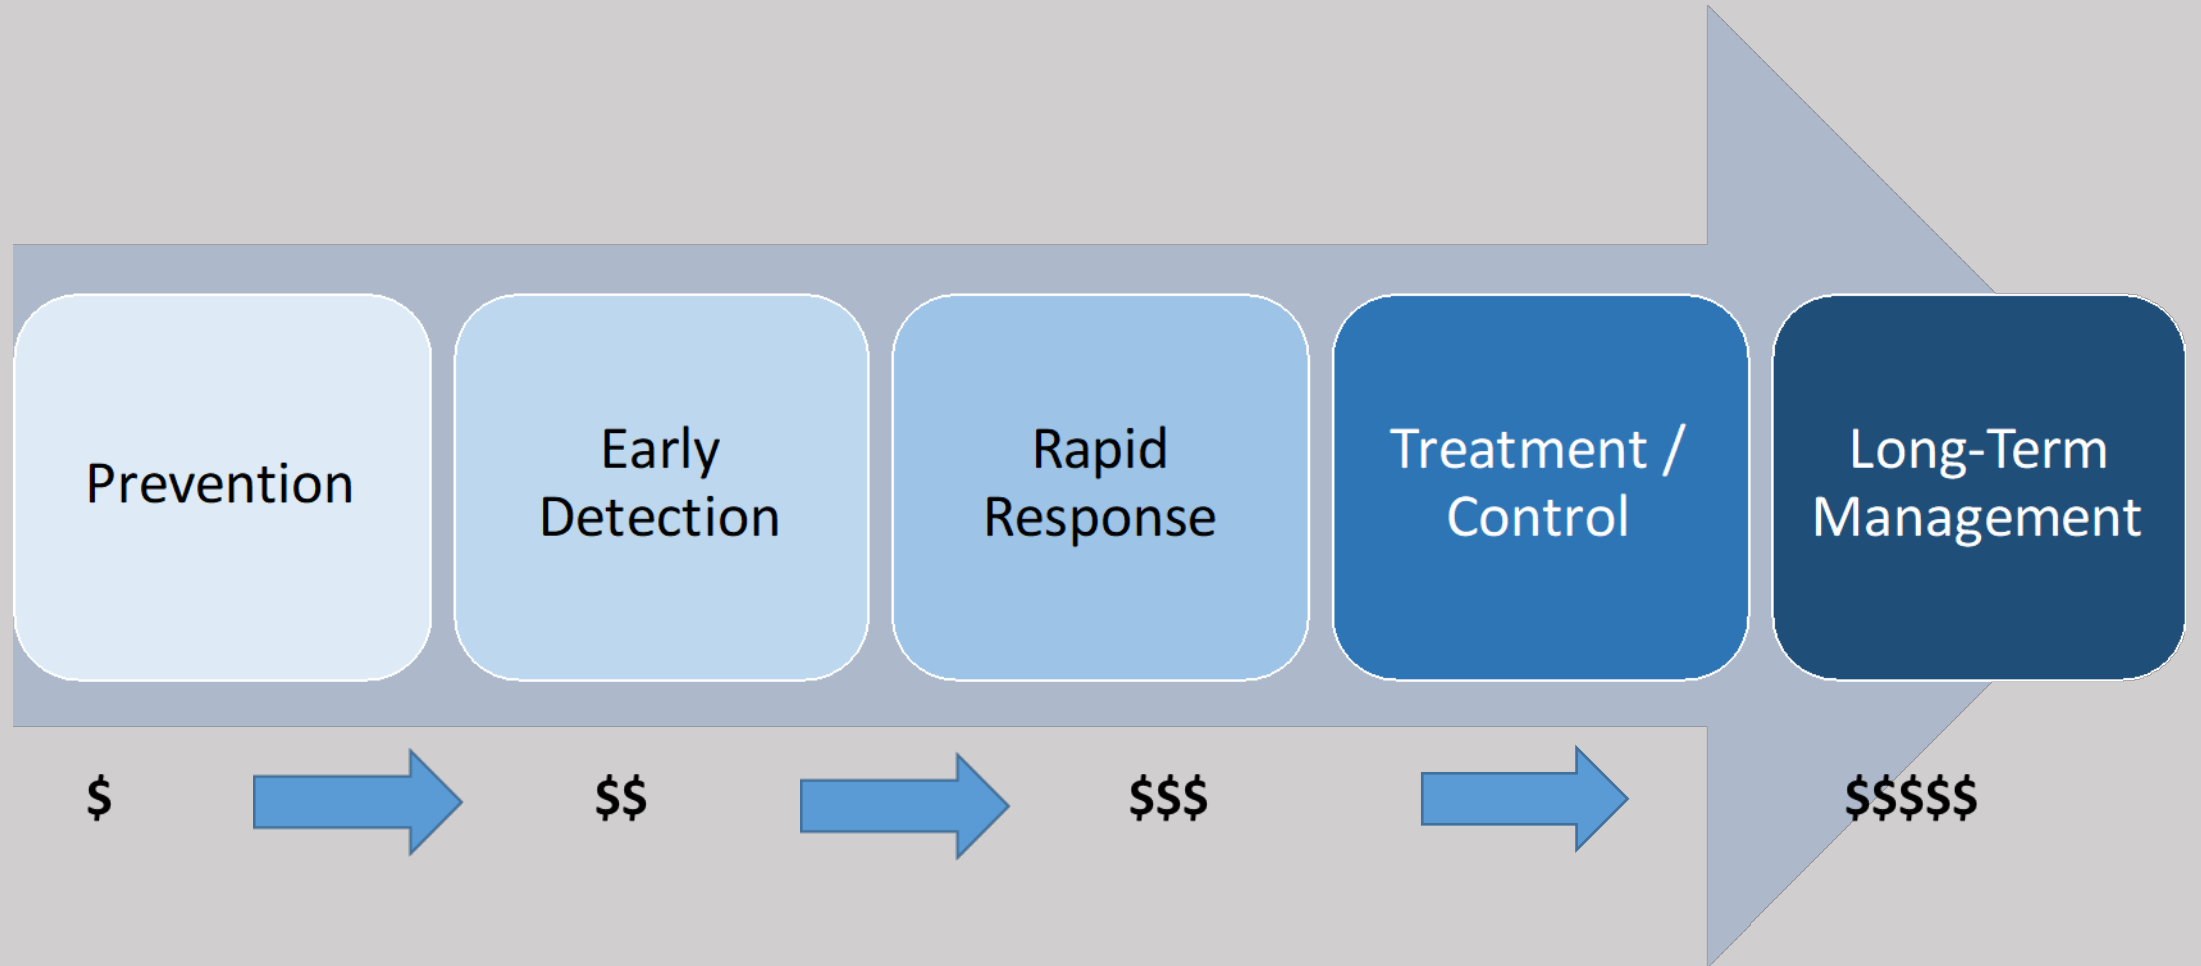 Prevention
Early
Detection
Rapid
Response
Treatment /
Control
Long-Term
Management
$
$$
$$$
$$$$$